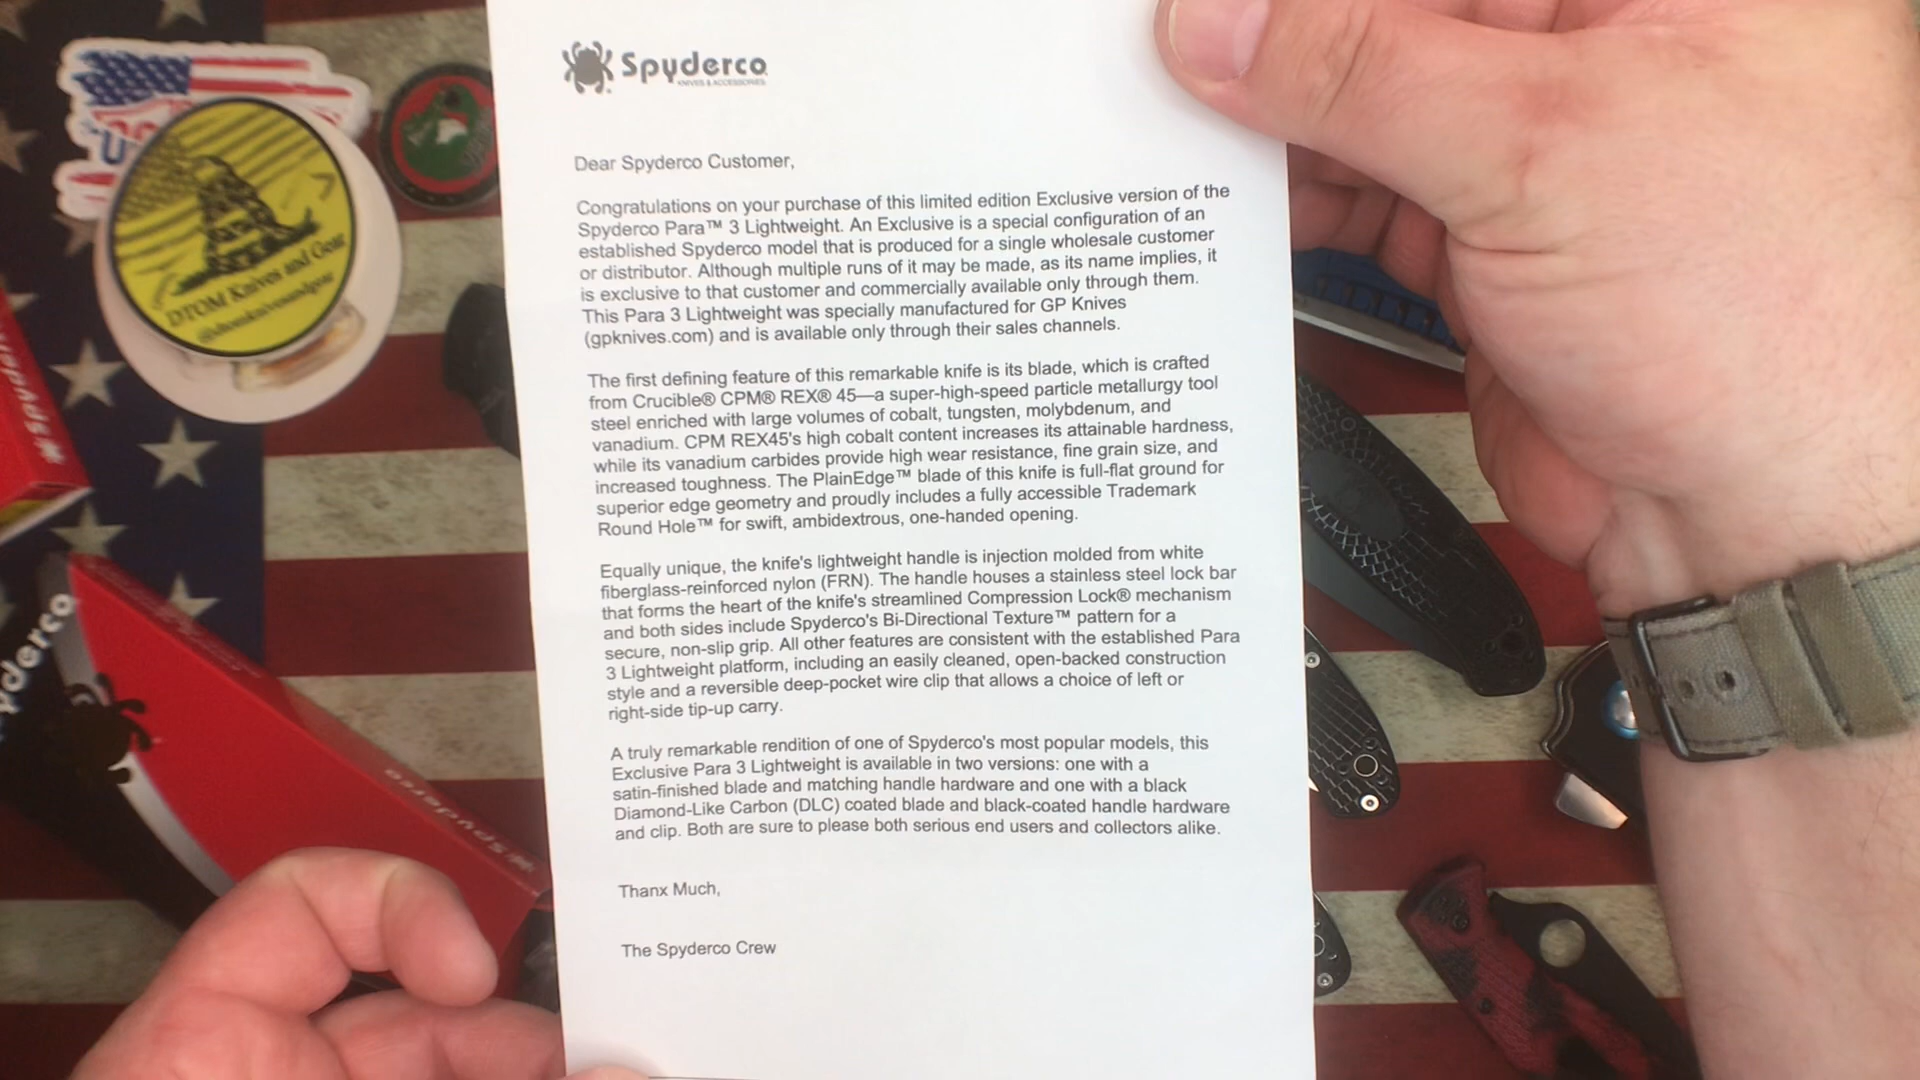 Spyderco
KNIVES & ACCESSORIES
Dear Spyderco Customer,
Congratulations on your purchase of this limited edition Exclusive version of the
Spyderco Para™ 3 Lightweight. An Exclusive is a special configuration of an
established Spyderco model that is produced for a single wholesale customer
or distributor. Although multiple runs of it may be made, as its name implies, it
is exclusive to that customer and commercially available only through them.
This Para 3 Lightweight was specially manufactured for GP Knives
(gpknives.com) and is available only through their sales channels.
The first defining feature of this remarkable knife is its blade, which is crafted
from Crucible® CPM® REX® 45—a super-high-speed particle metallurgy tool
steel enriched with large volumes of cobalt, tungsten, molybdenum, and
vanadium. CPM REX45's high cobalt content increases its attainable hardness,
while its vanadium carbides provide high wear resistance, fine grain size, and
increased toughness. The PlainEdge™ blade of this knife is full-flat ground for
superior edge geometry and proudly includes a fully accessible Trademark
Round Hole™ for swift, ambidextrous, one-handed opening.
Equally unique, the knife's lightweight handle is injection molded from white
fiberglass-reinforced nylon (FRN). The handle houses a stainless steel lock bar
that forms the heart of the knife's streamlined Compression Lock® mechanism
and both sides include Spyderco's Bi-Directional Texture™ pattern for a
secure, non-slip grip. All other features are consistent with the established Para
3 Lightweight platform, including an easily cleaned, open-backed construction
style and a reversible deep-pocket wire clip that allows a choice of left or
right-side tip-up carry.
A truly remarkable rendition of one of Spyderco's most popular models, this
Exclusive Para 3 Lightweight is available in two versions: one with a
satin-finished blade and matching handle hardware and one with a black
Diamond-Like Carbon (DLC) coated blade and black-coated handle hardware
and clip. Both are sure to please both serious end users and collectors alike.
Thanx Much,
The Spyderco Crew
DTOM Knives and Gear
@dtomknivesandgear
Spyderco
yderco
Spyderco